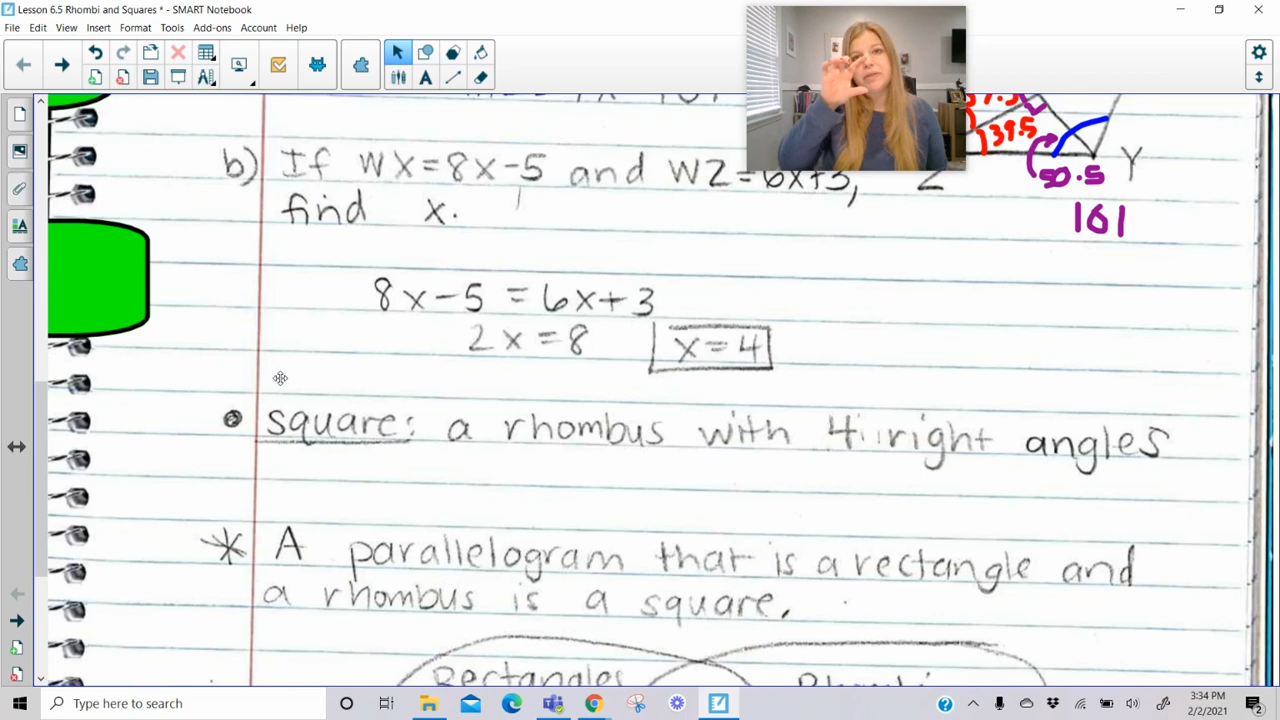 Lesson 6.5 Rhombi and Squares * - SMART Notebook
File Edit View Insert Format Tools Add-ons Account Help
39.5
Y
50.5
Z
101
b) If WX=8x-5 and WZ=6x+3,
find x.
8x-5=6x+3
2x=8 x=4
• square: a rhombus with 4 right angles
* A parallelogram that is a rectangle and
a rhombus is a square.
Rectangles
Type here to search
3:34 PM
2/2/2021
2